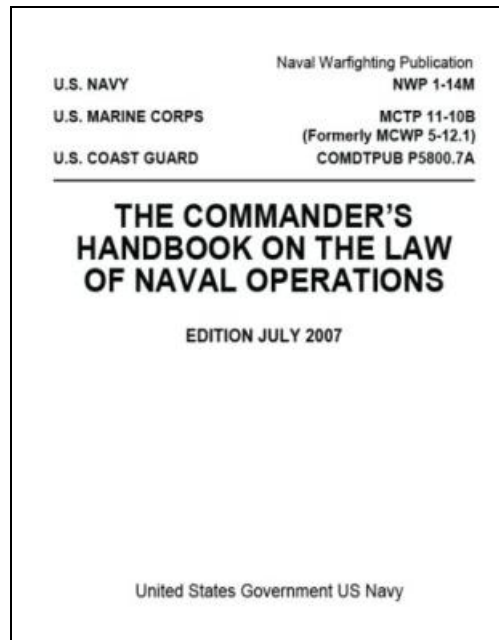 Naval Warfighting Publication
U.S. NAVY NWP 1-14M
U.S. MARINE CORPS MCTP 11-10B
(Formerly MCWP 5-12.1)
U.S. COAST GUARD COMDTPUB P5800.7A
THE COMMANDER'S
HANDBOOK ON THE LAW
OF NAVAL OPERATIONS
EDITION JULY 2007
United States Government US Navy